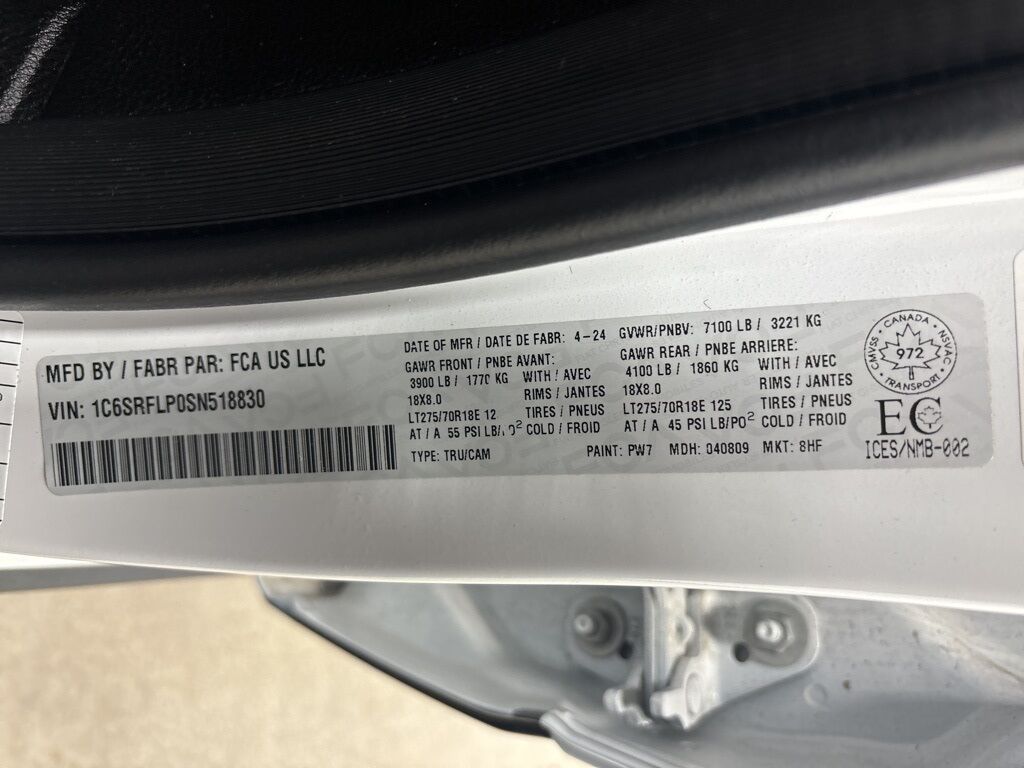 MFD BY / FABR PAR: FCA US LLC
VIN: 1C6SRFLP0SN518830
DATE OF MFR / DATE DE FABR: 4-24 GVWR/PNBV: 7100 LB / 3221 KG
GAWR FRONT / PNBE AVANT: GAWR REAR / PNBE ARRIERE:
3900 LB / 1770 KG WITH / AVEC 4100 LB / 1860 KG WITH / AVEC
18X8.0 RIMS / JANTES 18X8.0 RIMS / JANTES
LT275/70R18E 12 TIRES / PNEUS LT275/70R18E 125 TIRES / PNEUS
AT / A 55 PSI LB/PO² COLD / FROID AT / A 45 PSI LB/PO² COLD / FROID
TYPE: TRU/CAM PAINT: PW7 MDH: 040809 MKT: 8HF
CANADA
CMVSS NSVAC
972
TRANSPORT
EC
ICES/NMB-002